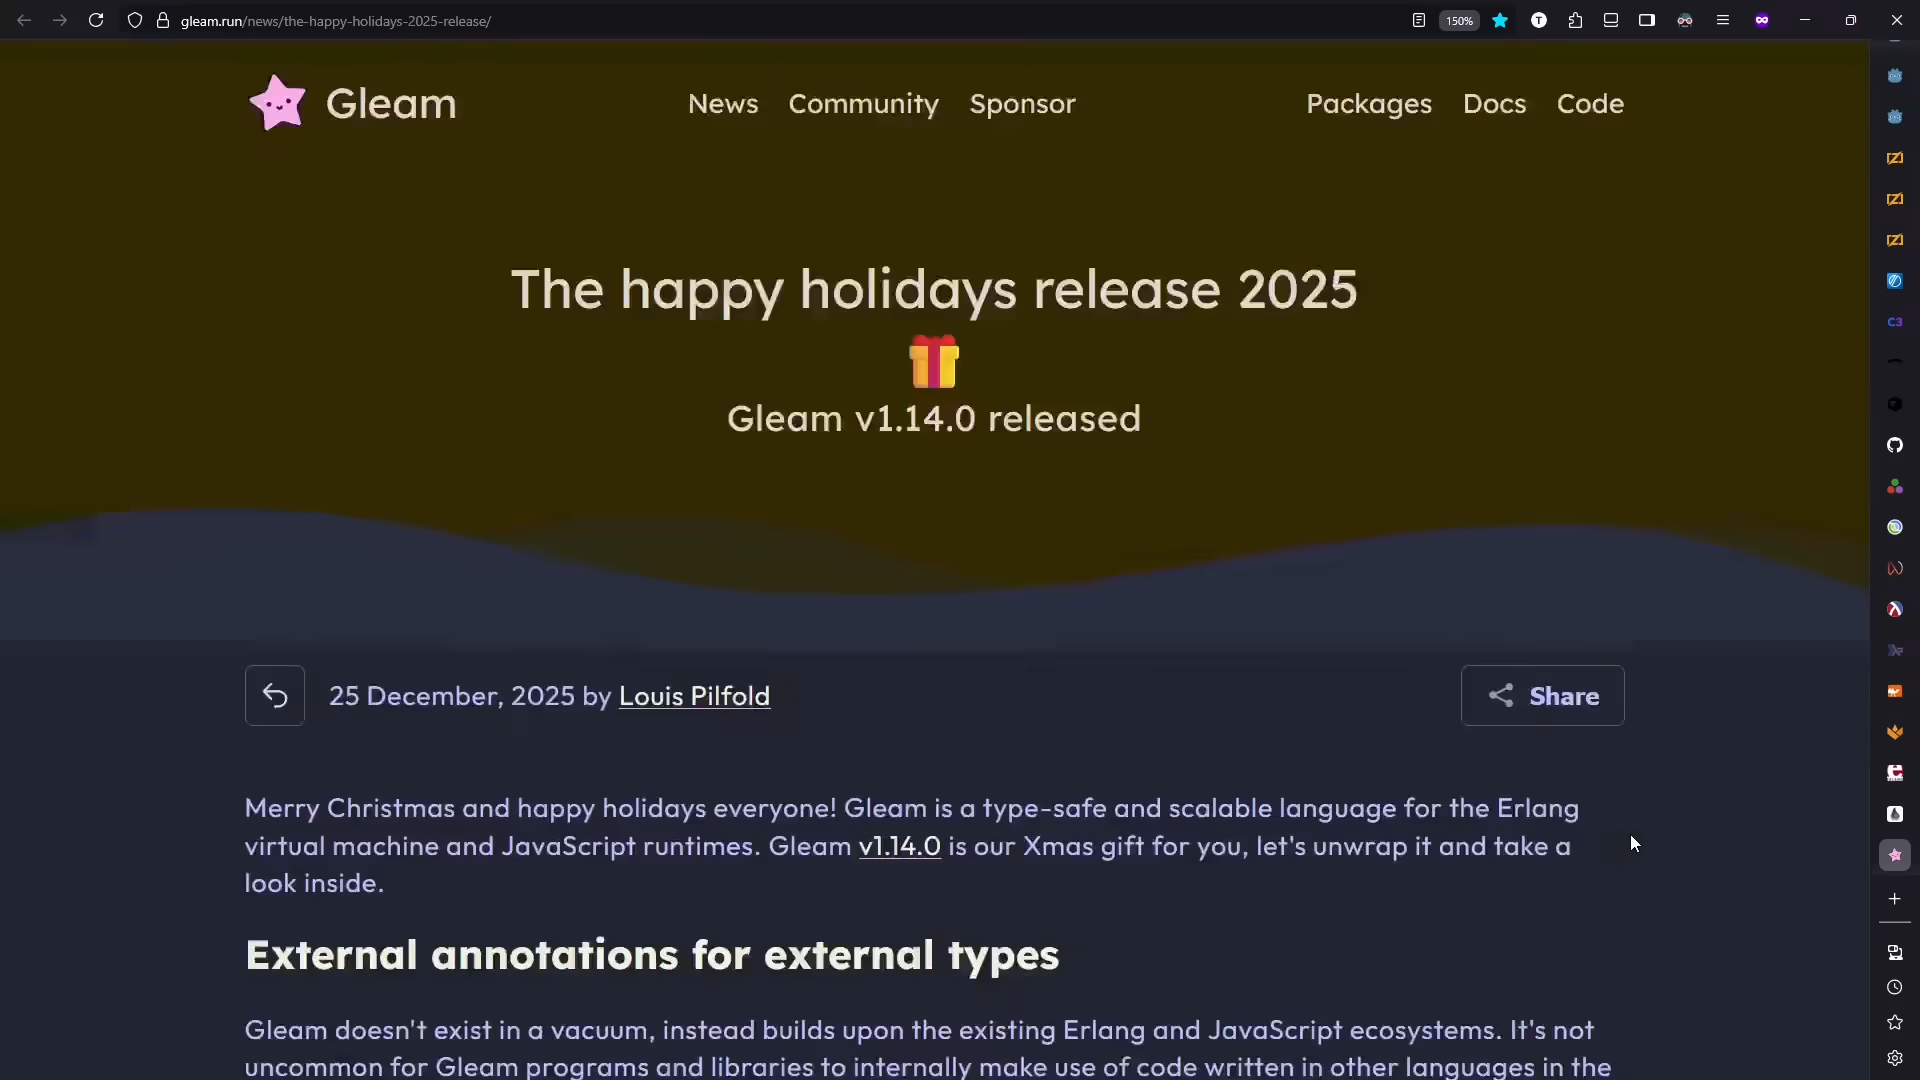 gleam.run/news/the-happy-holidays-2025-release/
150%
T
Gleam
News Community Sponsor
Packages Docs Code
The happy holidays release 2025
Gleam v1.14.0 released
25 December, 2025 by Louis Pilfold
Share
Merry Christmas and happy holidays everyone! Gleam is a type-safe and scalable language for the Erlang
virtual machine and JavaScript runtimes. Gleam v1.14.0 is our Xmas gift for you, let's unwrap it and take a
look inside.
External annotations for external types
Gleam doesn't exist in a vacuum, instead builds upon the existing Erlang and JavaScript ecosystems. It's not
uncommon for Gleam programs and libraries to internally make use of code written in other languages in the
C3